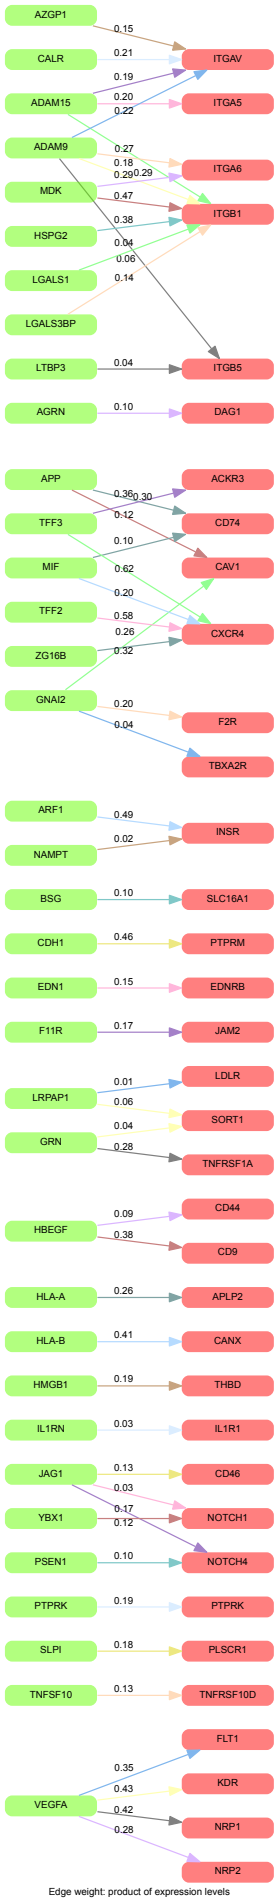 AZGP1
0.15
CALR
0.21
ITGAV
0.19
ADAM15
0.20
ITGA5
0.22
ADAM9
0.27
0.18
ITGA6
0.29
0.29
MDK
0.47
ITGB1
HSPG2
0.38
0.04
LGALS1
0.06
0.14
LGALS3BP
LTBP3
0.04
ITGB5
AGRN
0.10
DAG1
APP
ACKR3
0.36
0.30
TFF3
0.12
CD74
0.10
MIF
0.62
CAV1
0.20
TFF2
0.58
CXCR4
0.26
ZG16B
0.32
GNAI2
0.20
F2R
0.04
TBXA2R
ARF1
0.49
INSR
NAMPT
0.02
BSG
0.10
SLC16A1
CDH1
0.46
PTPRM
EDN1
0.15
EDNRB
F11R
0.17
JAM2
LDLR
0.01
LRPAP1
0.06
SORT1
0.04
GRN
0.28
TNFRSF1A
CD44
0.09
HBEGF
0.38
CD9
HLA-A
0.26
APLP2
HLA-B
0.41
CANX
HMGB1
0.19
THBD
IL1RN
0.03
IL1R1
JAG1
0.13
CD46
0.03
YBX1
0.17
NOTCH1
0.12
PSEN1
0.10
NOTCH4
PTPRK
0.19
PTPRK
SLPI
0.18
PLSCR1
TNFSF10
0.13
TNFRSF10D
FLT1
0.35
KDR
0.43
VEGFA
0.42
NRP1
0.28
NRP2
Edge weight: product of expression levels